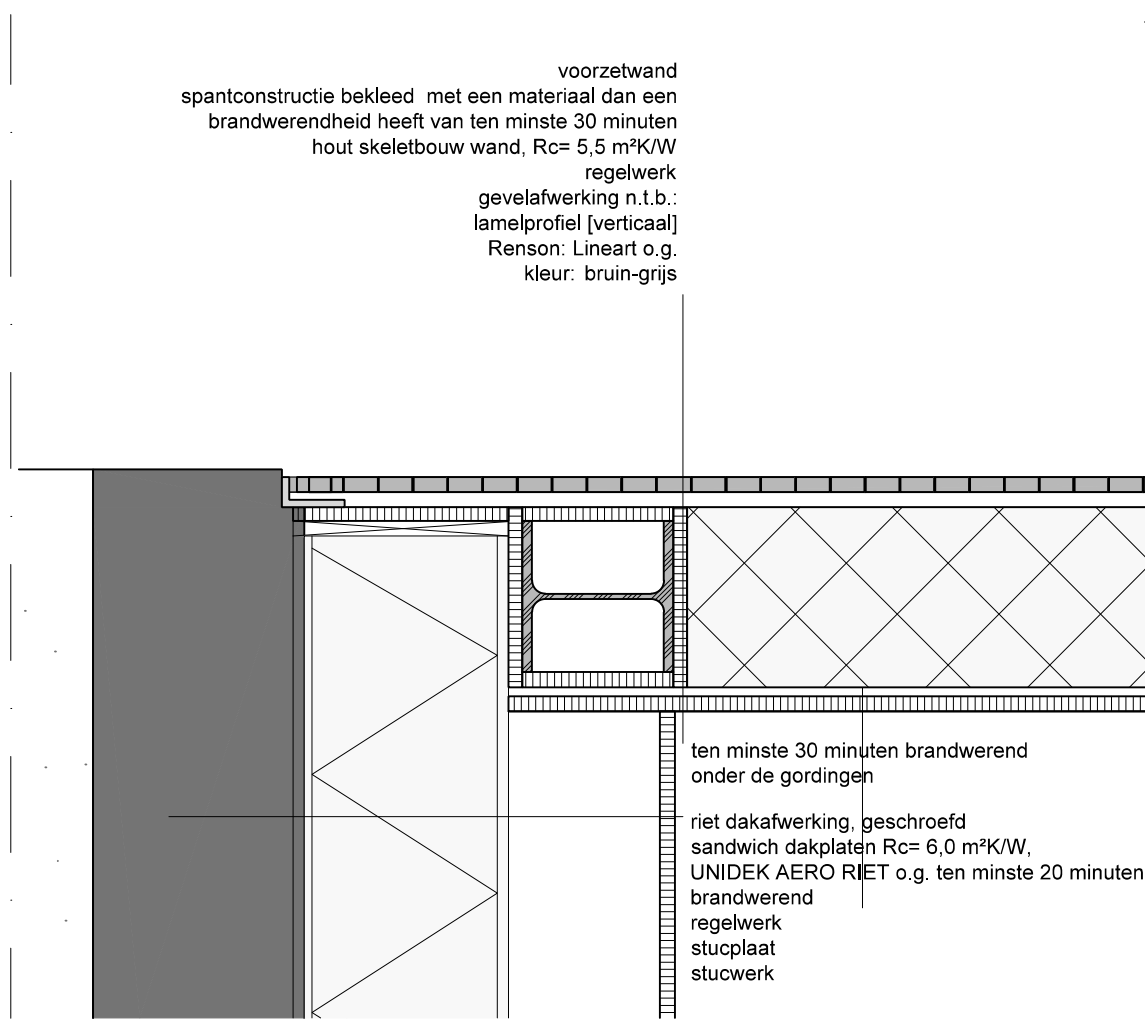 voorzetwand
spantconstructie bekleed met een materiaal dan een
brandwerendheid heeft van ten minste 30 minuten
hout skeletbouw wand, Rc= 5,5 m²K/W
regelwerk
gevelafwerking n.t.b.:
lamelprofiel [verticaal]
Renson: Lineart o.g.
kleur: bruin-grijs
ten minste 30 minuten brandwerend
onder de gordingen
riet dakafwerking, geschroefd
sandwich dakplaten Rc= 6,0 m²K/W,
UNIDEK AERO RIET o.g. ten minste 20 minuten
brandwerend
regelwerk
stucplaat
stucwerk